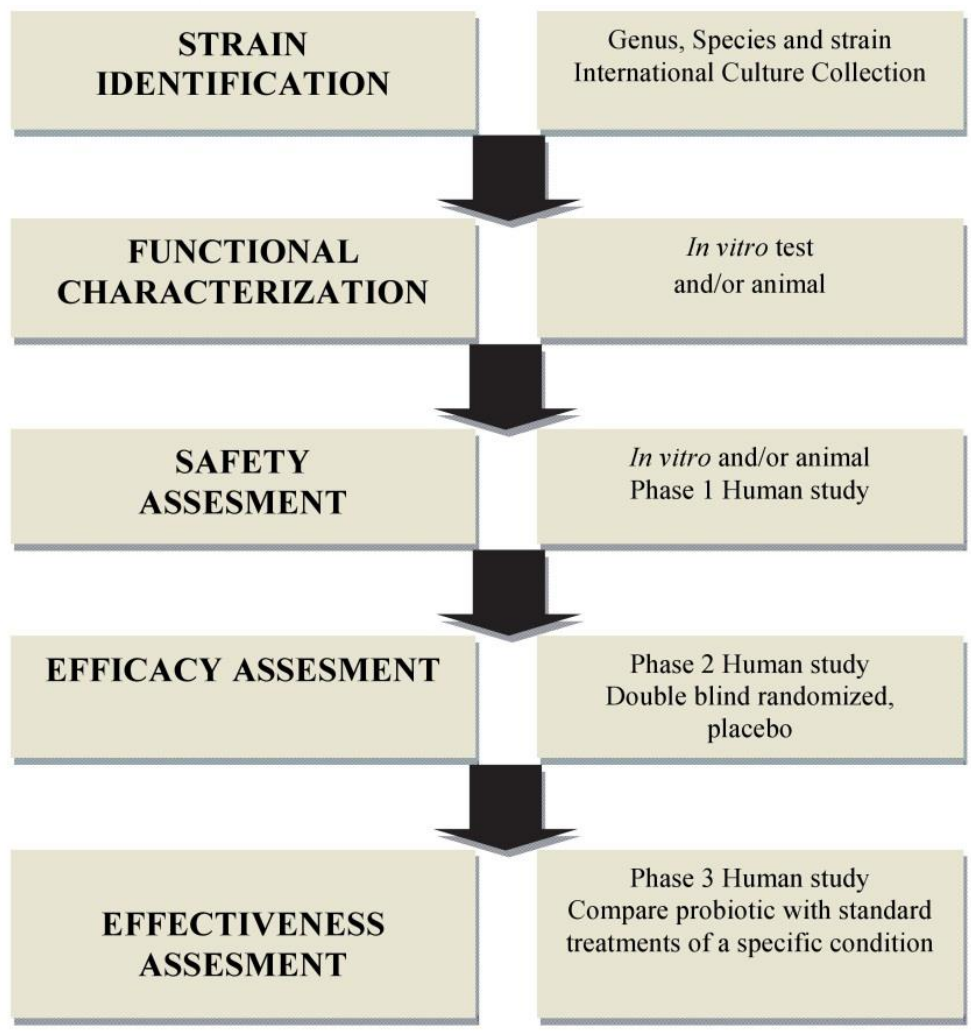 STRAIN
IDENTIFICATION
Genus, Species and strain
International Culture Collection
FUNCTIONAL
CHARACTERIZATION
In vitro test
and/or animal
SAFETY
ASSESMENT
In vitro and/or animal
Phase 1 Human study
EFFICACY ASSESMENT
Phase 2 Human study
Double blind randomized,
placebo
EFFECTIVENESS
ASSESMENT
Phase 3 Human study
Compare probiotic with standard
treatments of a specific condition